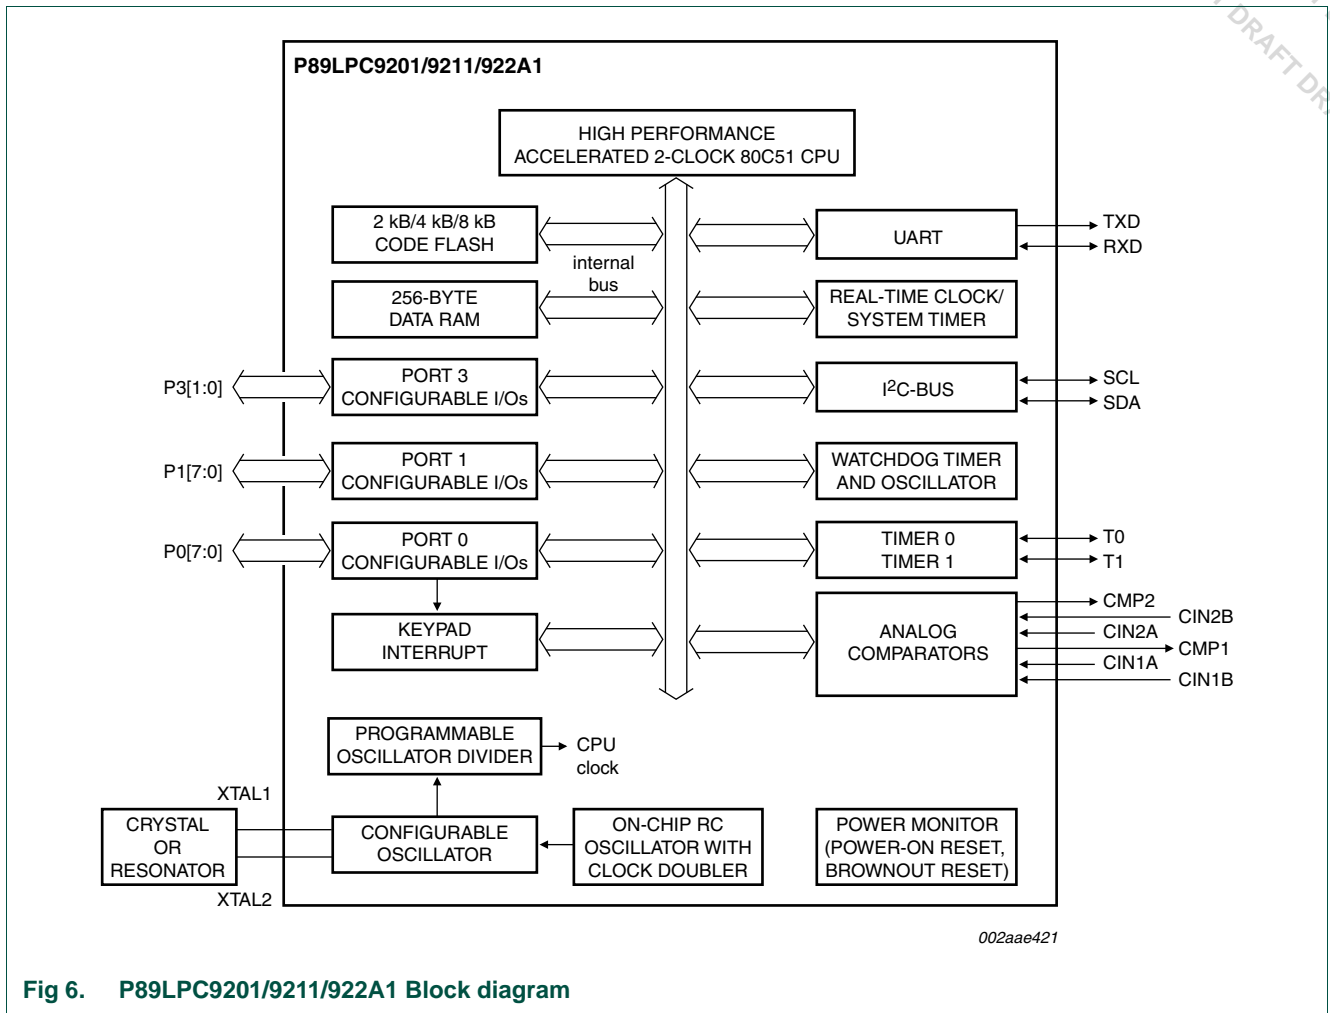 DRAFT DRAFT
P89LPC9201/9211/922A1
HIGH PERFORMANCE
ACCELERATED 2-CLOCK 80C51 CPU
2 kB/4 kB/8 kB
CODE FLASH
internal
bus
UART
TXD
RXD
256-BYTE
DATA RAM
REAL-TIME CLOCK/
SYSTEM TIMER
P3[1:0]
PORT 3
CONFIGURABLE I/Os
I2C-BUS
SCL
SDA
P1[7:0]
PORT 1
CONFIGURABLE I/Os
WATCHDOG TIMER
AND OSCILLATOR
P0[7:0]
PORT 0
CONFIGURABLE I/Os
TIMER 0
TIMER 1
T0
T1
KEYPAD
INTERRUPT
ANALOG
COMPARATORS
CMP2
CIN2B
CIN2A
CMP1
CIN1A
CIN1B
PROGRAMMABLE
OSCILLATOR DIVIDER
CPU
clock
XTAL1
CRYSTAL
OR
RESONATOR
XTAL2
CONFIGURABLE
OSCILLATOR
ON-CHIP RC
OSCILLATOR WITH
CLOCK DOUBLER
POWER MONITOR
(POWER-ON RESET,
BROWNOUT RESET)
002aae421
Fig 6. P89LPC9201/9211/922A1 Block diagram